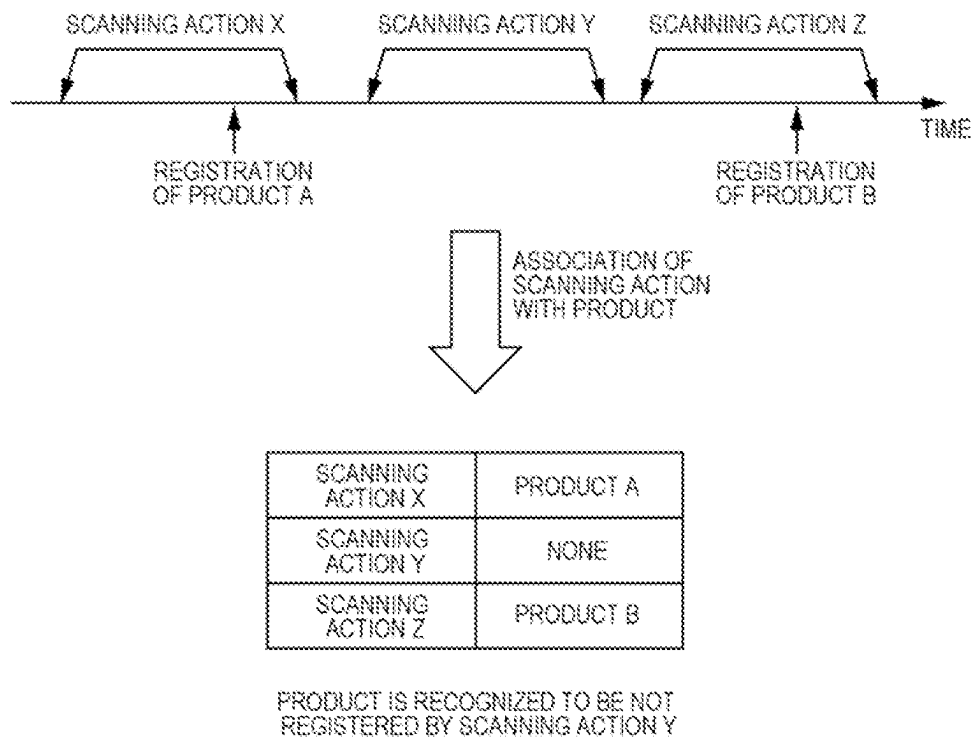 SCANNING ACTION X
SCANNING ACTION Y
SCANNING ACTION Z
TIME
REGISTRATION
OF PRODUCT A
REGISTRATION
OF PRODUCT B
ASSOCIATION OF
SCANNING ACTION
WITH PRODUCT
SCANNING
ACTION X
PRODUCT A
SCANNING
ACTION Y
NONE
SCANNING
ACTION Z
PRODUCT B
PRODUCT IS RECOGNIZED TO BE NOT
REGISTERED BY SCANNING ACTION Y